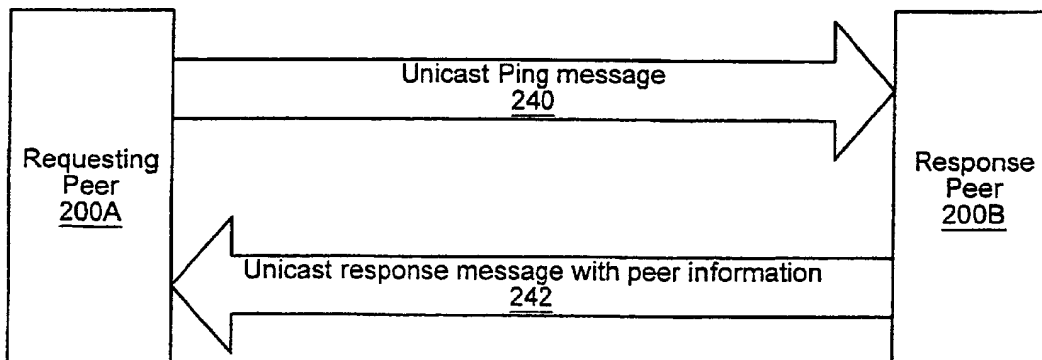 Unicast Ping message
240
Requesting
Peer
200A
Response
Peer
200B
Unicast response message with peer information
242